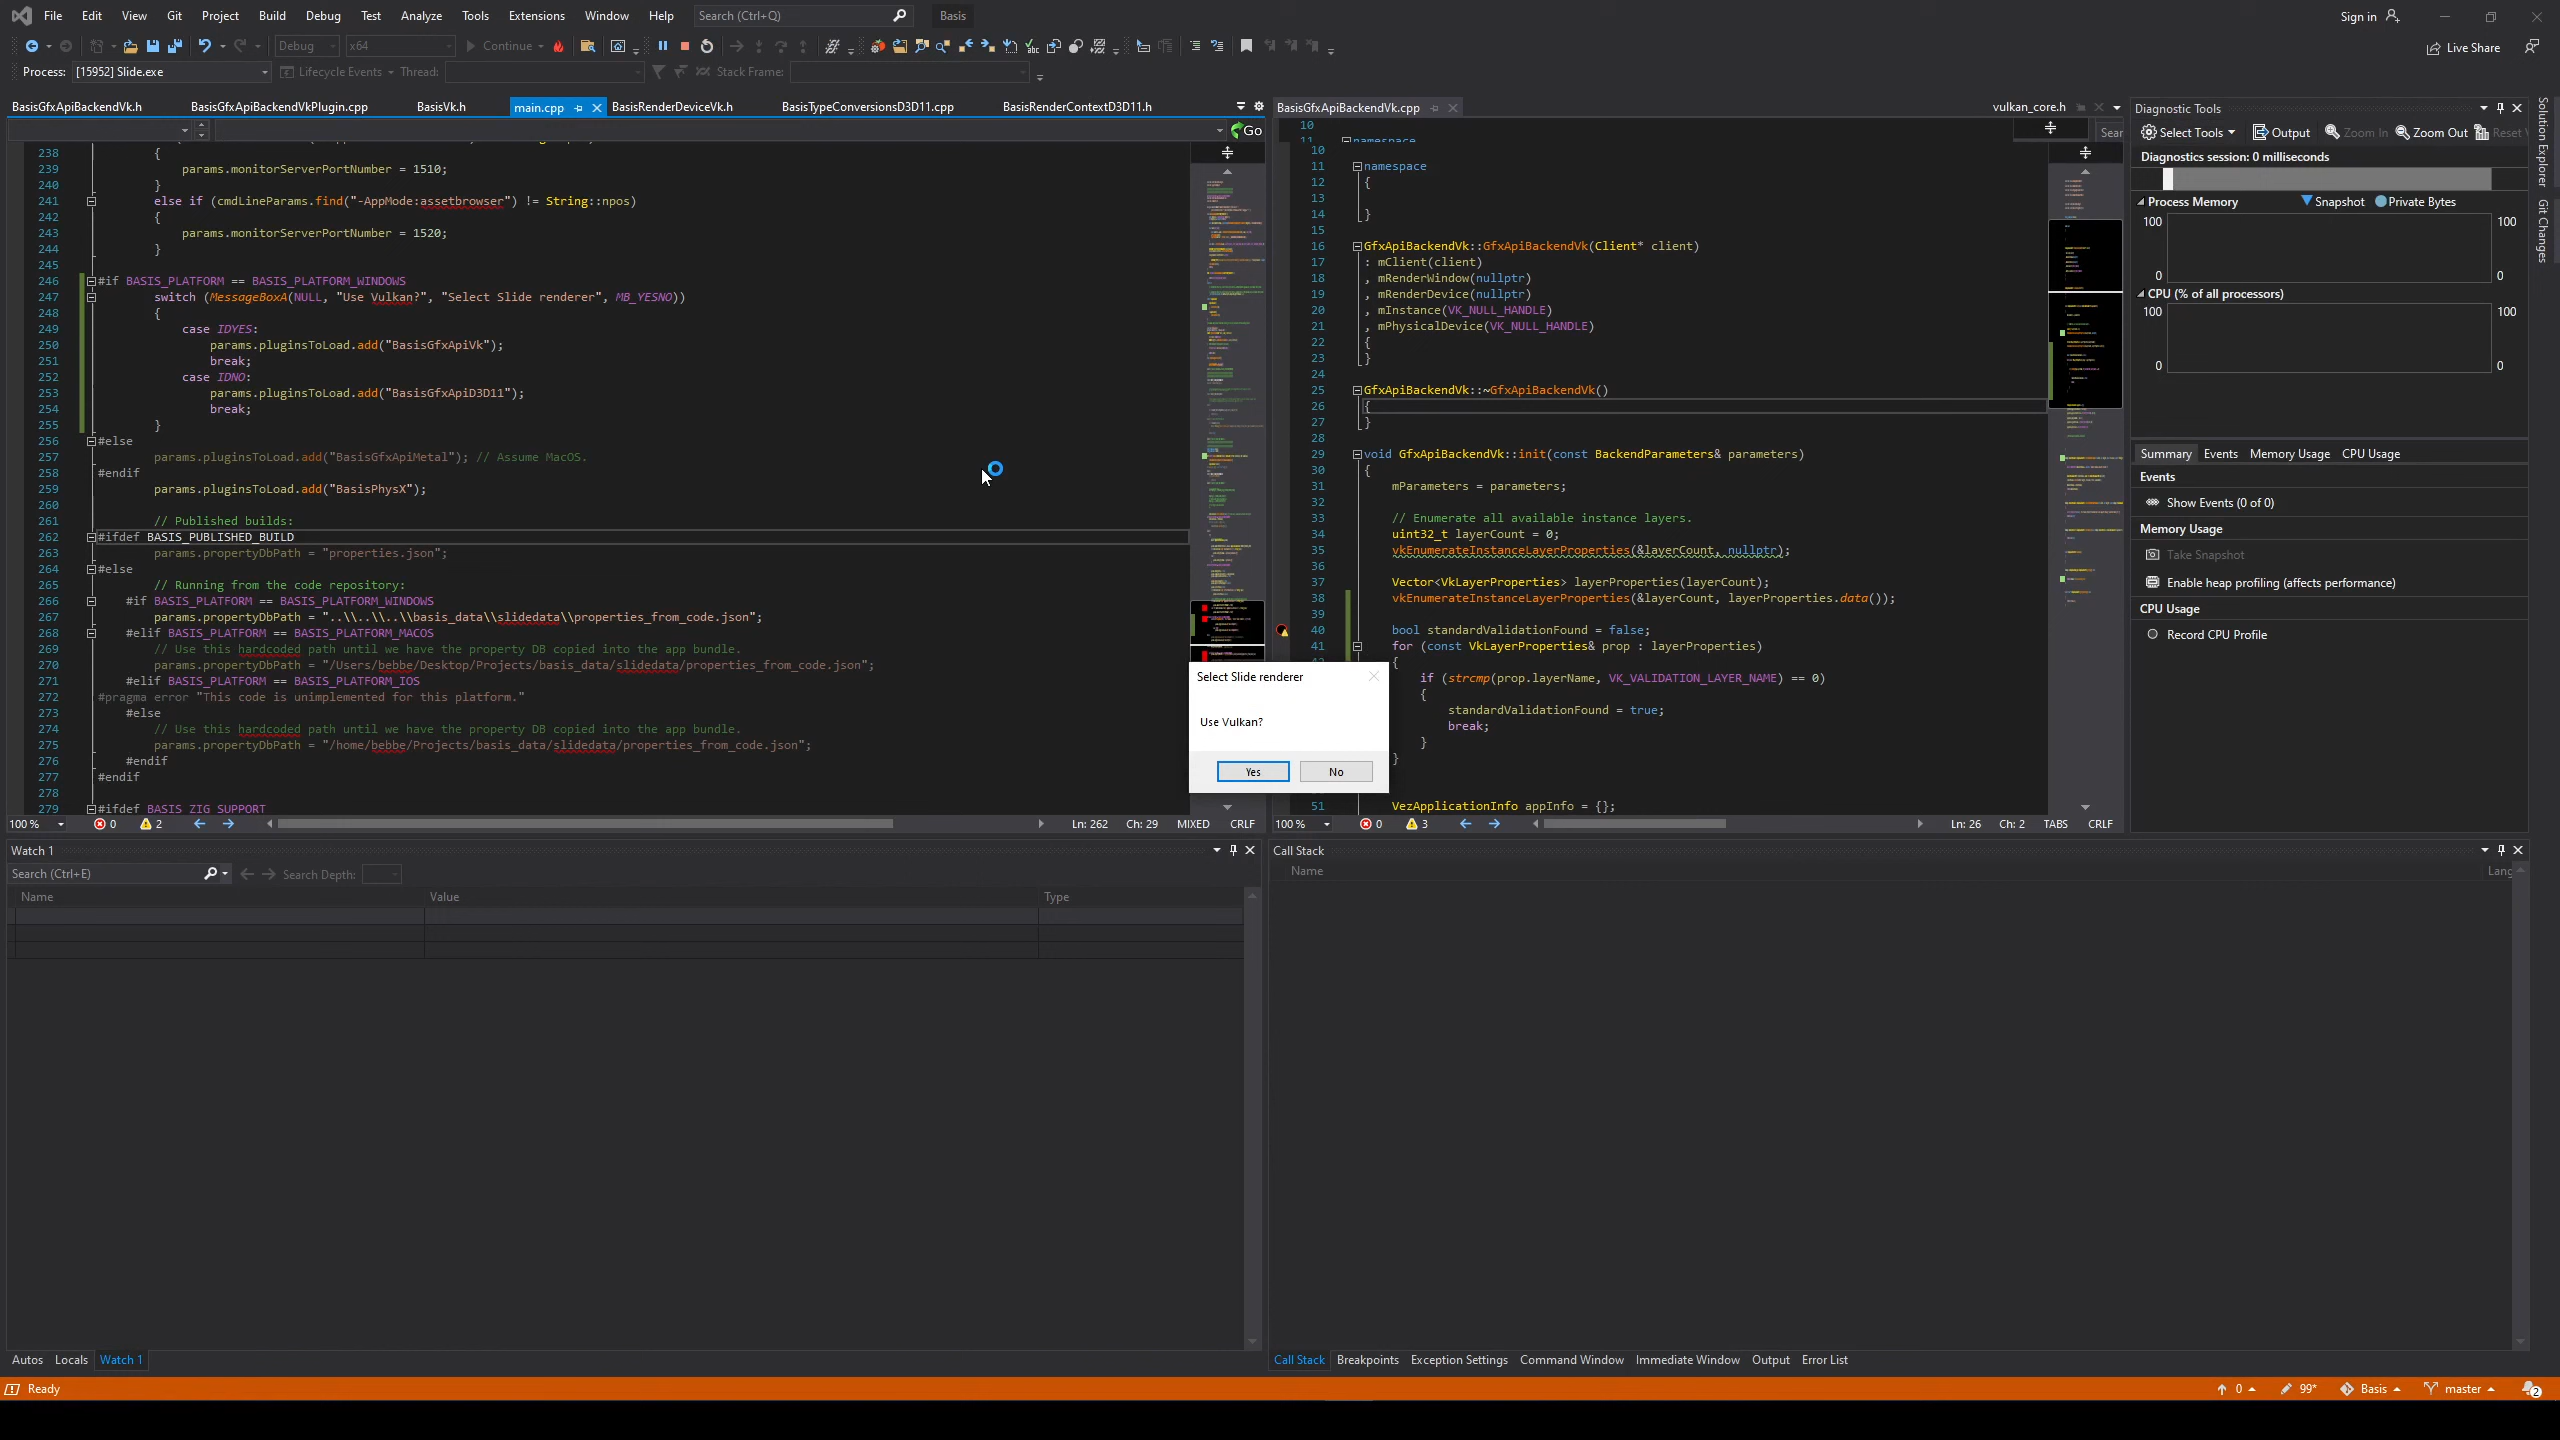 File Edit View Git Project Build Debug Test Analyze Tools Extensions Window Help Search (Ctrl+Q) Basis Sign in
Debug x64 Continue Live Share
Process: [15952] Slide.exe Lifecycle Events Thread: Stack Frame:
BasisGfxApiBackendVk.h BasisGfxApiBackendVkPlugin.cpp BasisVk.h main.cpp BasisRenderDeviceVk.h BasisTypeConversionsD3D11.cpp BasisRenderContextD3D11.h
Go
238 {
239 params.monitorServerPortNumber = 1510;
240 }
241 else if (cmdLineParams.find("-AppMode:assetbrowser") != String::npos)
242 {
243 params.monitorServerPortNumber = 1520;
244 }
245
246 #if BASIS_PLATFORM == BASIS_PLATFORM_WINDOWS
247 switch (MessageBoxA(NULL, "Use Vulkan?", "Select Slide renderer", MB_YESNO))
248 {
249 case IDYES:
250 params.pluginsToLoad.add("BasisGfxApiVk");
251 break;
252 case IDNO:
253 params.pluginsToLoad.add("BasisGfxApiD3D11");
254 break;
255 }
256 #else
257 params.pluginsToLoad.add("BasisGfxApiMetal"); // Assume MacOS.
258 #endif
259 params.pluginsToLoad.add("BasisPhysX");
260
261 // Published builds:
262 #ifdef BASIS_PUBLISHED_BUILD
263 params.propertyDbPath = "properties.json";
264 #else
265 // Running from the code repository:
266 #if BASIS_PLATFORM == BASIS_PLATFORM_WINDOWS
267 params.propertyDbPath = "..\\..\\..\\basis_data\\slidedata\\properties_from_code.json";
268 #elif BASIS_PLATFORM == BASIS_PLATFORM_MACOS
269 // Use this hardcoded path until we have the property DB copied into the app bundle.
270 params.propertyDbPath = "/Users/bebbe/Desktop/Projects/basis_data/slidedata/properties_from_code.json";
271 #elif BASIS_PLATFORM == BASIS_PLATFORM_IOS
272 #pragma error "This code is unimplemented for this platform."
273 #else
274 // Use this hardcoded path until we have the property DB copied into the app bundle.
275 params.propertyDbPath = "/home/bebbe/Projects/basis_data/slidedata/properties_from_code.json";
276 #endif
277 #endif
278
279 #ifdef BASIS_ZIG_SUPPORT
100 % 0 2 Ln: 262 Ch: 29 MIXED CRLF
BasisGfxApiBackendVk.cpp vulkan_core.h
10
10
11 namespace
12 {
13
14 }
15
16 GfxApiBackendVk::GfxApiBackendVk(Client* client)
17 : mClient(client)
18 , mRenderWindow(nullptr)
19 , mRenderDevice(nullptr)
20 , mInstance(VK_NULL_HANDLE)
21 , mPhysicalDevice(VK_NULL_HANDLE)
22 {
23 }
24
25 GfxApiBackendVk::~GfxApiBackendVk()
26 {
27 }
28
29 void GfxApiBackendVk::init(const BackendParameters& parameters)
30 {
31 mParameters = parameters;
32
33 // Enumerate all available instance layers.
34 uint32_t layerCount = 0;
35 vkEnumerateInstanceLayerProperties(&layerCount, nullptr);
36
37 Vector<VkLayerProperties> layerProperties(layerCount);
38 vkEnumerateInstanceLayerProperties(&layerCount, layerProperties.data());
39
40 bool standardValidationFound = false;
41 for (const VkLayerProperties& prop : layerProperties)
{
if (strcmp(prop.layerName, VK_VALIDATION_LAYER_NAME) == 0)
{
standardValidationFound = true;
break;
}
}
51 VezApplicationInfo appInfo = {};
100 % 0 3 Ln: 26 Ch: 2 TABS CRLF
Select Slide renderer
Use Vulkan?
Yes No
Diagnostic Tools
Select Tools Output Zoom In Zoom Out Reset
Diagnostics session: 0 milliseconds
Process Memory Snapshot Private Bytes
100 100
0 0
CPU (% of all processors)
100 100
0 0
Summary Events Memory Usage CPU Usage
Events
Show Events (0 of 0)
Memory Usage
Take Snapshot
Enable heap profiling (affects performance)
CPU Usage
Record CPU Profile
Solution Explorer
Git Changes
Watch 1
Search (Ctrl+E) Search Depth:
Name Value Type
Autos Locals Watch 1
Call Stack
Name Lang
Call Stack Breakpoints Exception Settings Command Window Immediate Window Output Error List
Ready 0 99* Basis master 2